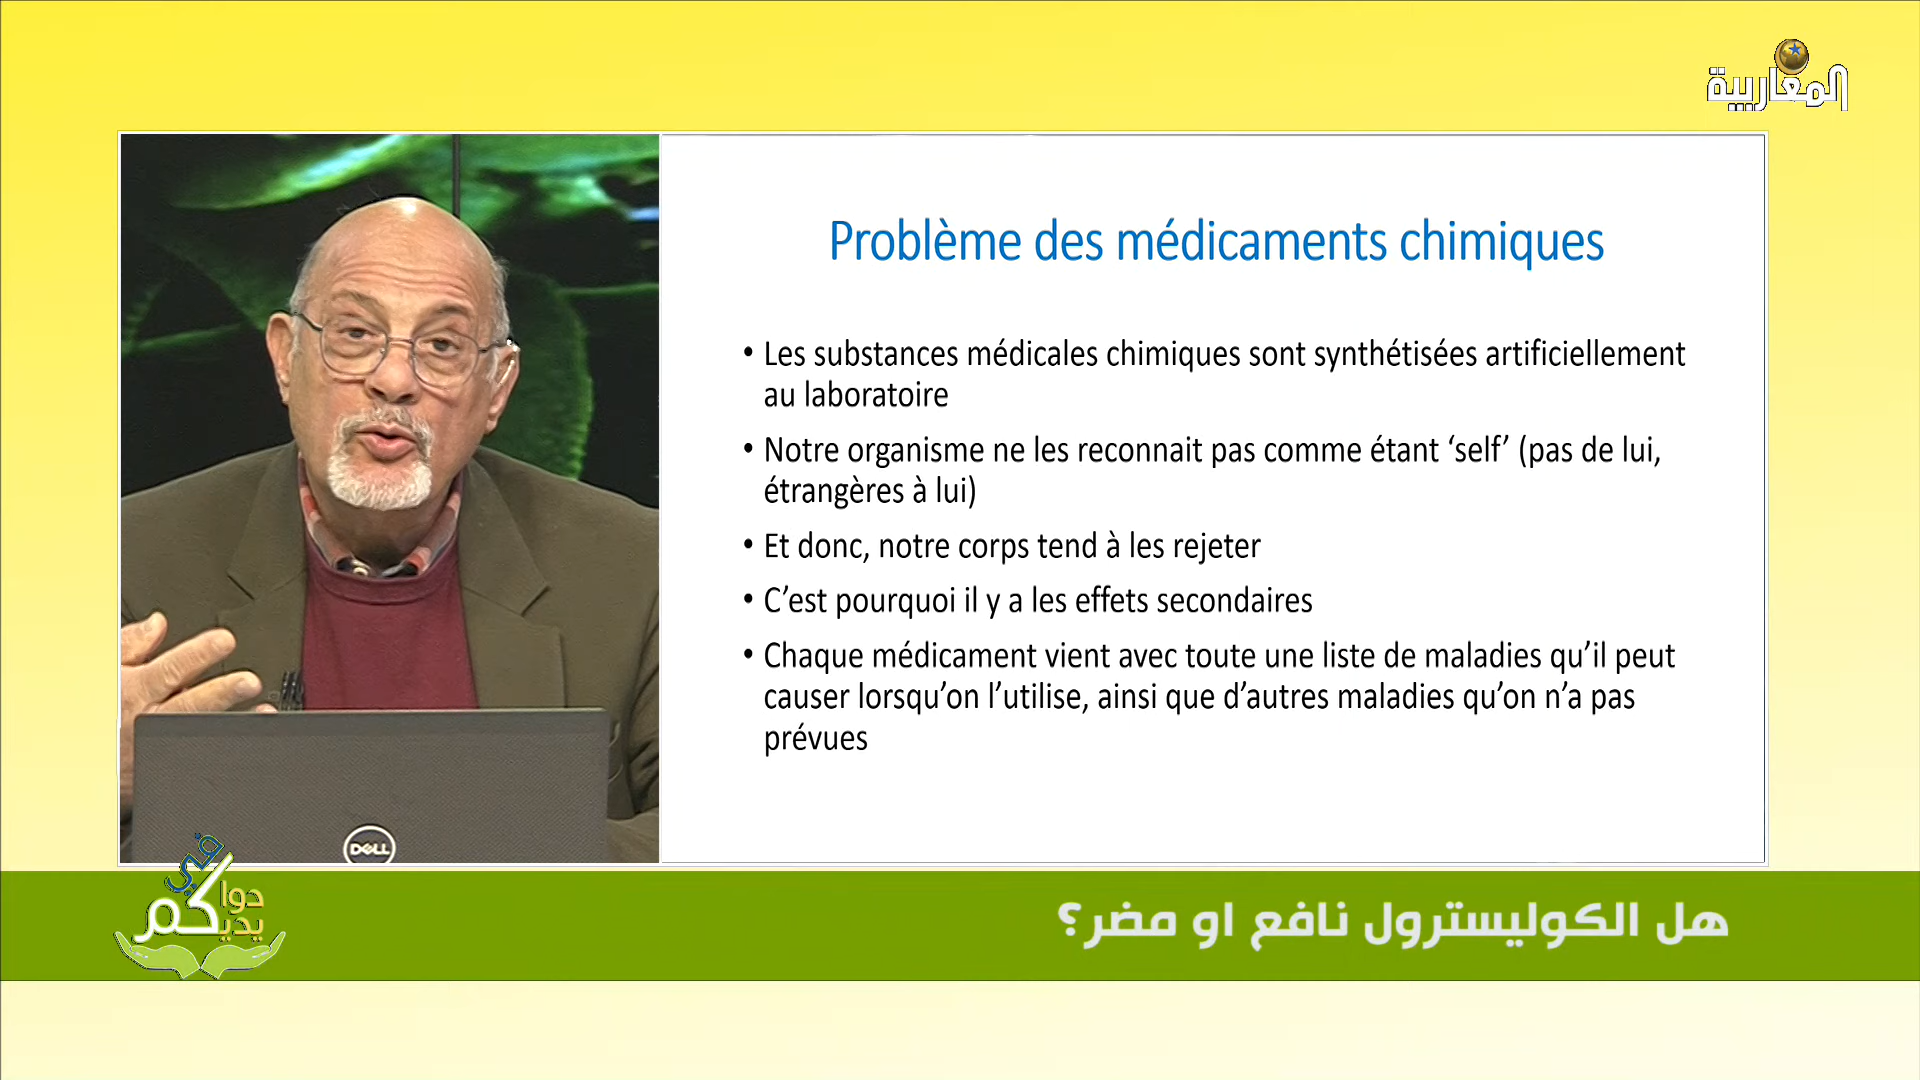 المغاربية
Problème des médicaments chimiques
• Les substances médicales chimiques sont synthétisées artificiellement
au laboratoire
• Notre organisme ne les reconnait pas comme étant ‘self’ (pas de lui,
étrangères à lui)
• Et donc, notre corps tend à les rejeter
• C’est pourquoi il y a les effets secondaires
• Chaque médicament vient avec toute une liste de maladies qu’il peut
causer lorsqu’on l’utilise, ainsi que d’autres maladies qu’on n’a pas
prévues
DELL
دواكم في يديكم
هل الكوليسترول نافع او مضر؟